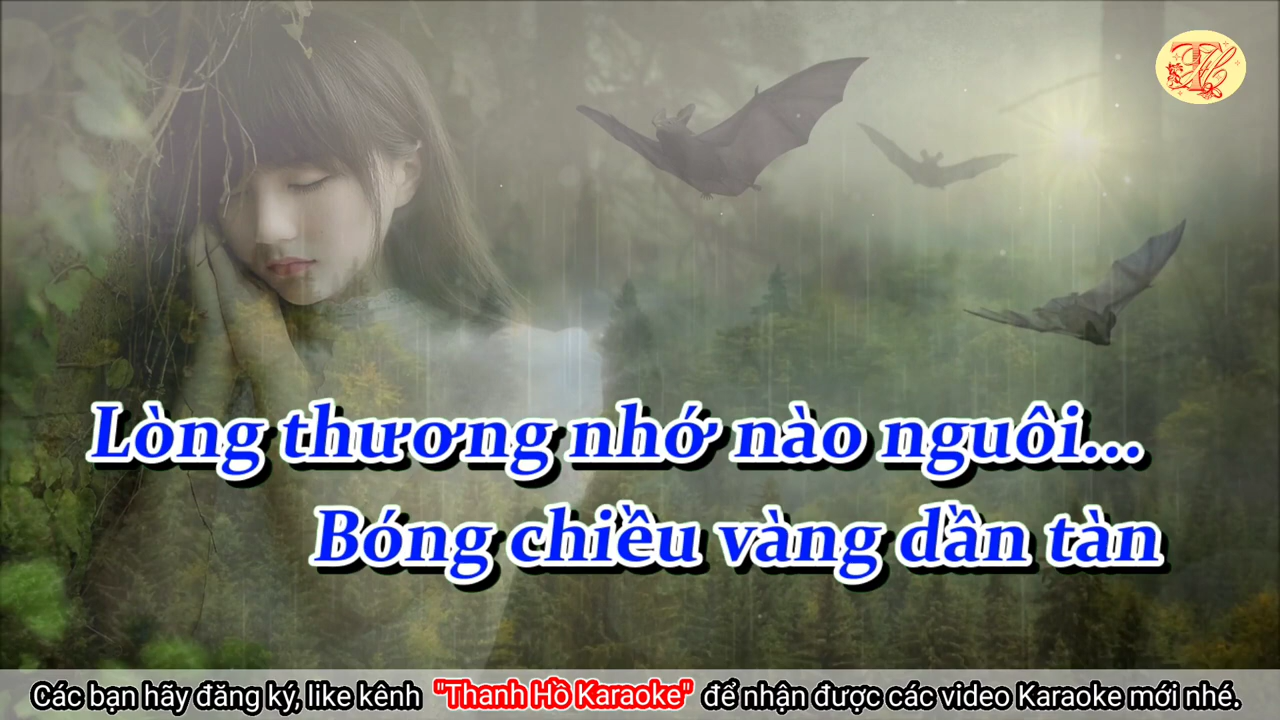 TH
Lòng thương nhớ nào nguôi...
Bóng chiều vàng dần tàn
Các bạn hãy đăng ký, like kênh "Thanh Hồ Karaoke" để nhận được các video Karaoke mới nhé.